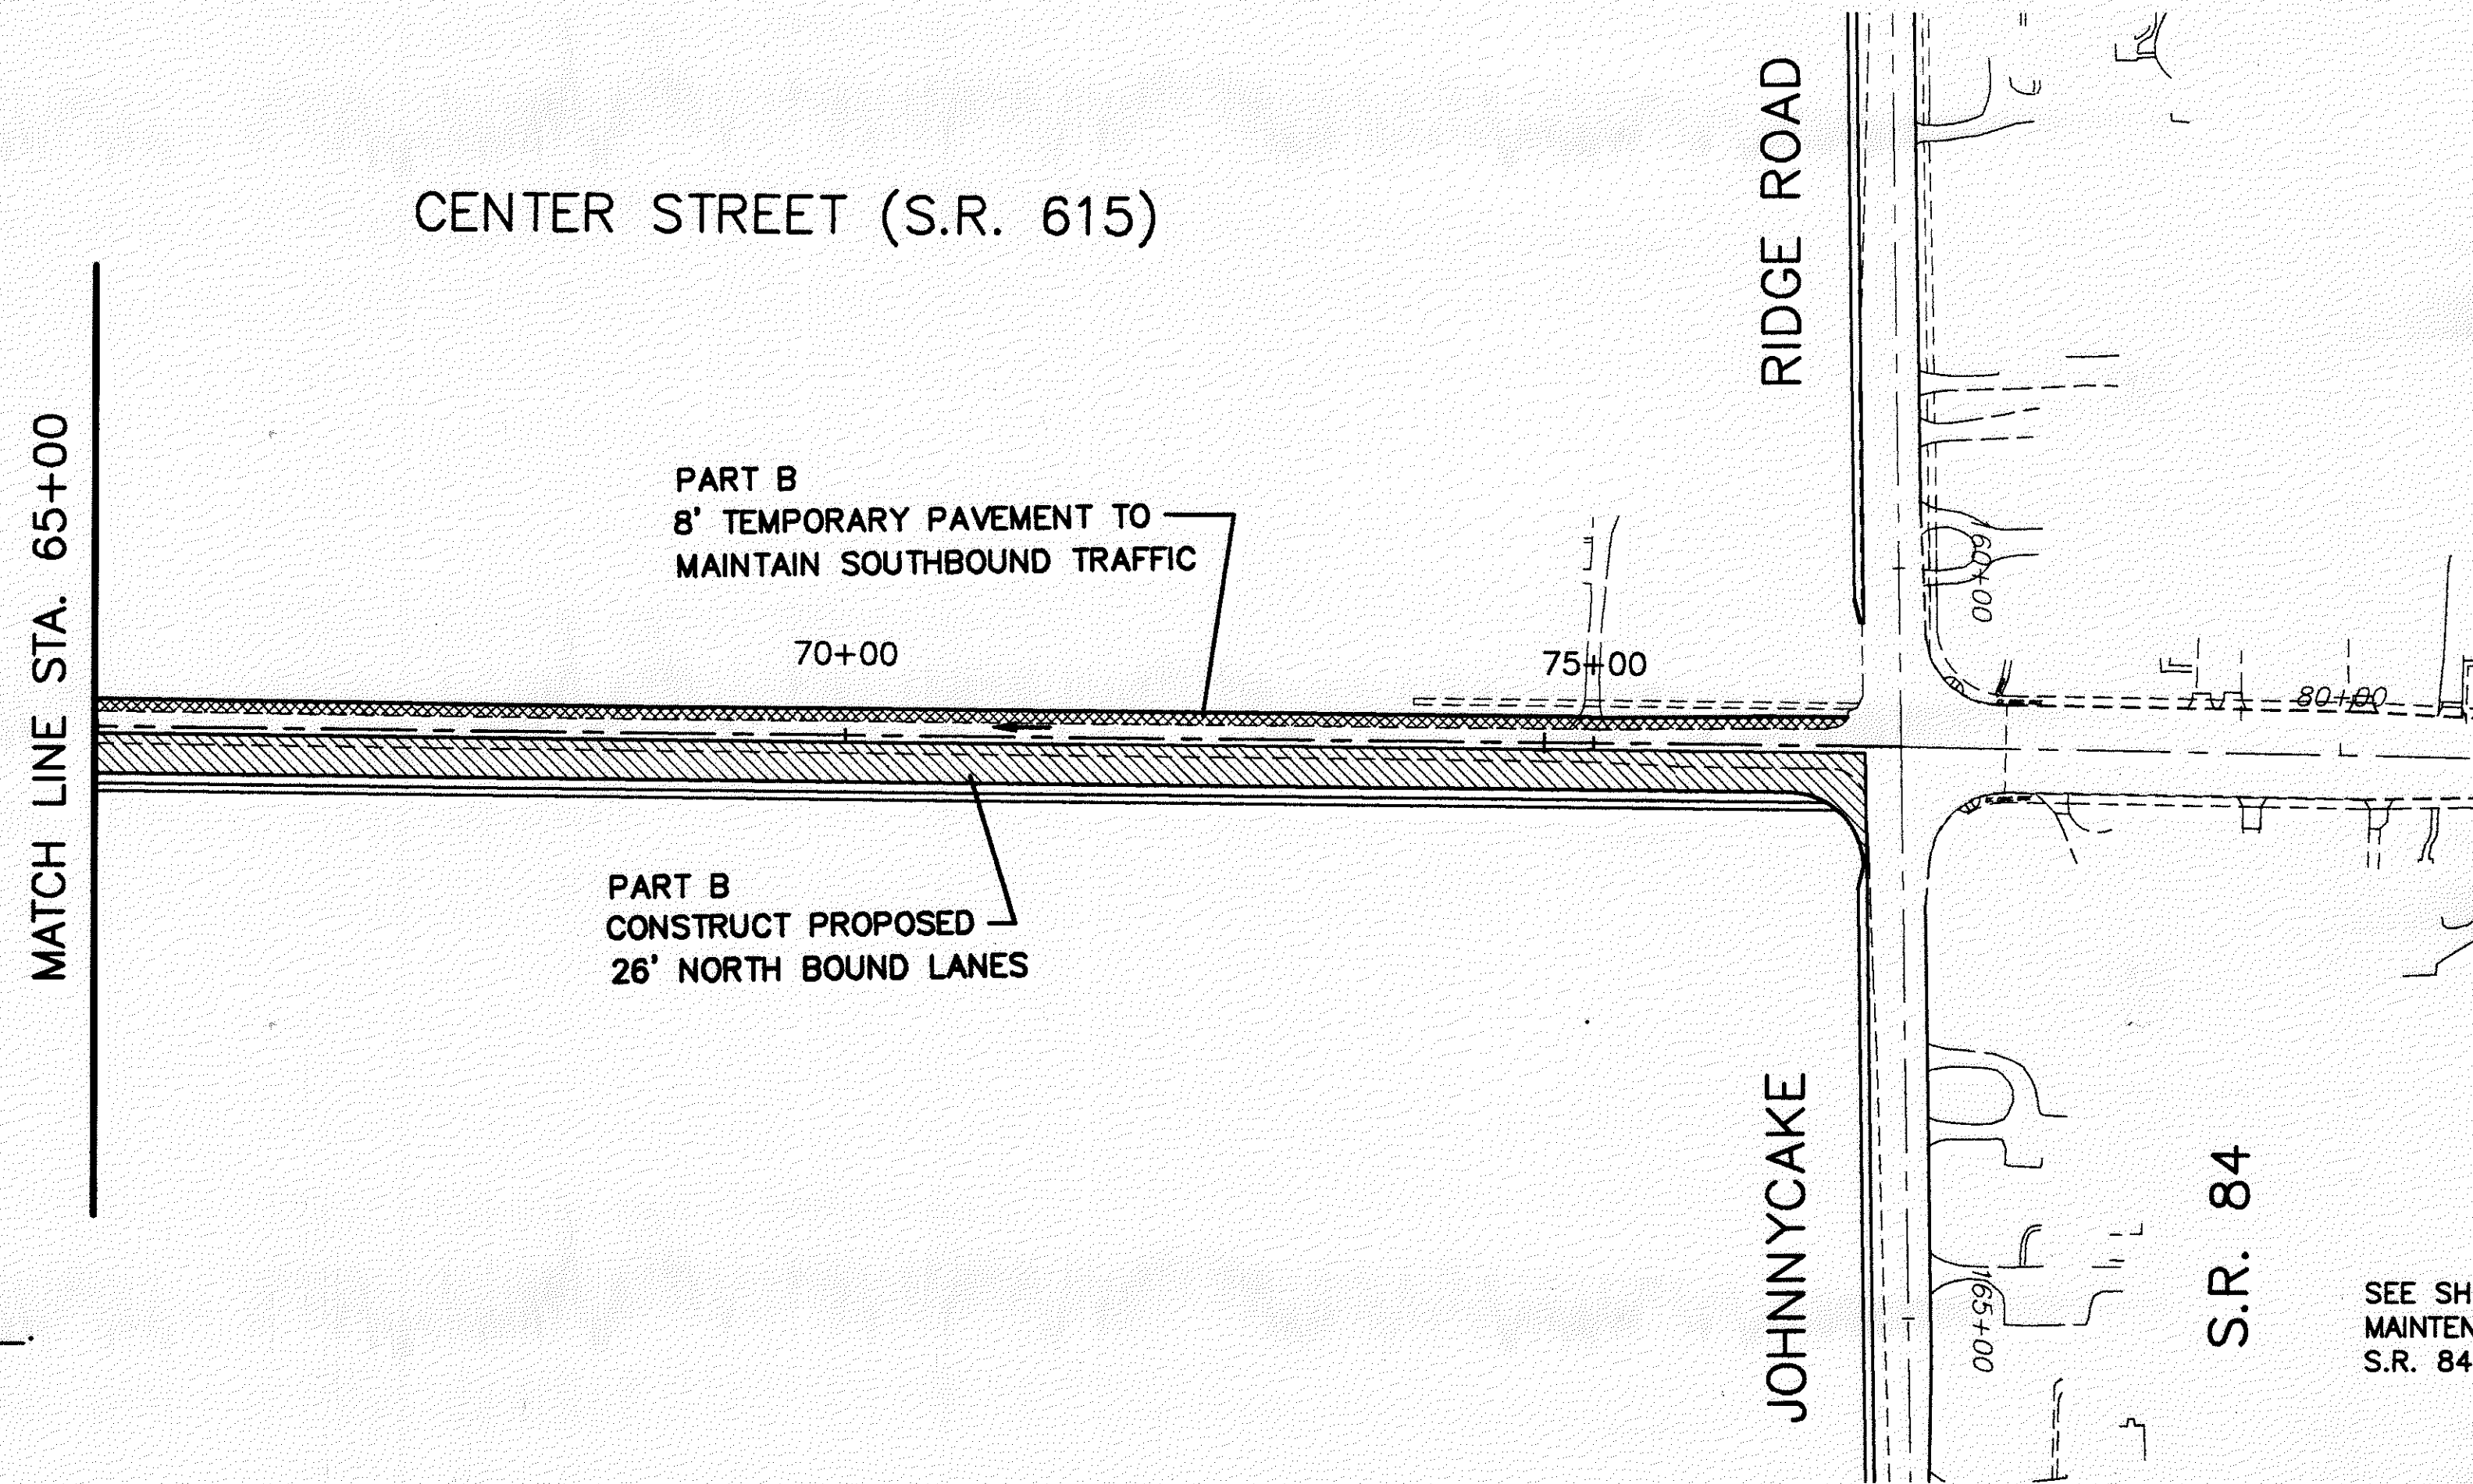 CENTER STREET (S.R. 615)
RIDGE ROAD
MATCH LINE STA. 65+00
PART B
8' TEMPORARY PAVEMENT TO
MAINTAIN SOUTHBOUND TRAFFIC
70+00
75+00
60+00
80+00
PART B
CONSTRUCT PROPOSED
26' NORTH BOUND LANES
JOHNNYCAKE
165+00
S.R. 84
SEE SH
MAINTEN
S.R. 84